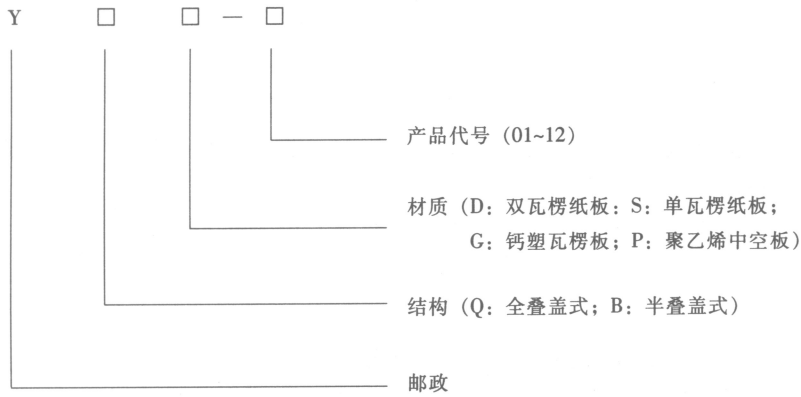 Y □ □ — □
产品代号（01~12）
材质（D：双瓦楞纸板：S：单瓦楞纸板；
G：钙塑瓦楞板；P：聚乙烯中空板）
结构（Q：全叠盖式；B：半叠盖式）
邮政